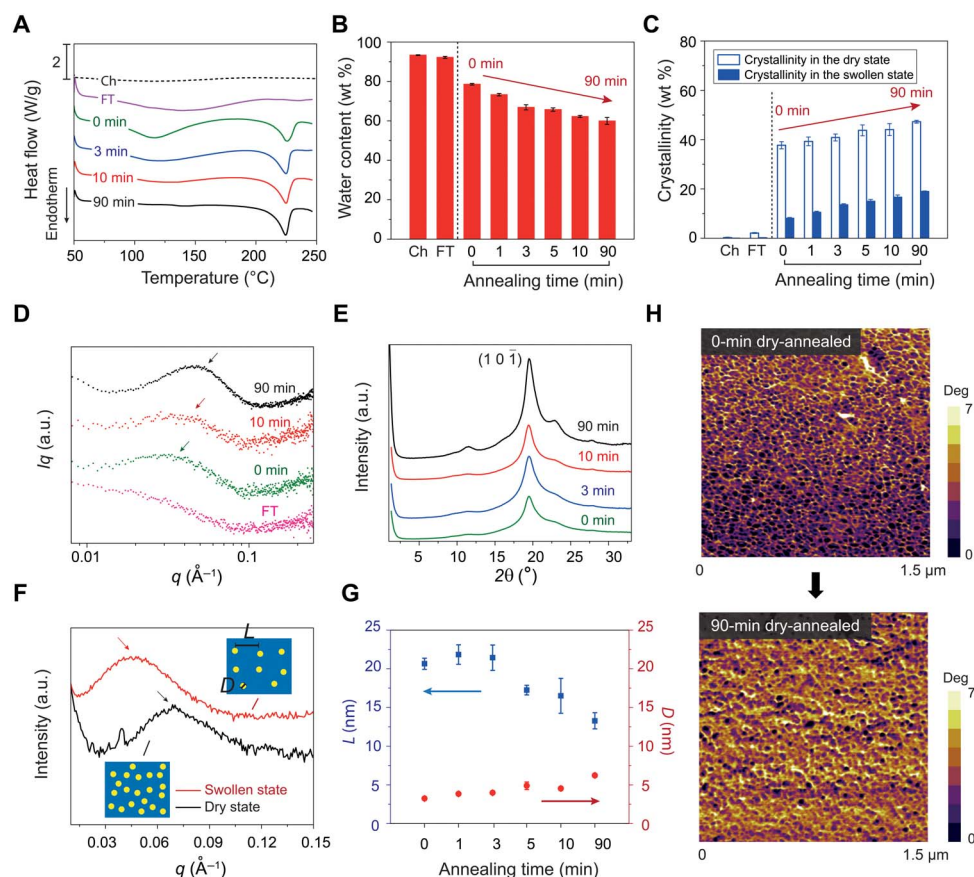 A
2
Ch
FT
0 min
3 min
10 min
90 min
Heat flow (W/g)
Endotherm
50 100 150 200 250
Temperature (°C)
B
100
80
60
40
20
0
Water content (wt %)
0 min
90 min
Ch FT 0 1 3 5 10 90
Annealing time (min)
C
80
60
40
20
0
Crystallinity (wt %)
Crystallinity in the dry state
Crystallinity in the swollen state
0 min
90 min
Ch FT 0 1 3 5 10 90
Annealing time (min)
D
Iq (a.u.)
90 min
10 min
0 min
FT
0.01 0.1
q (Å⁻¹)
E
Intensity (a.u.)
(1 0 1̄)
90 min
10 min
3 min
0 min
5 10 15 20 25 30
2θ (°)
F
Intensity (a.u.)
L
D
Swollen state
Dry state
0.03 0.06 0.09 0.12 0.15
q (Å⁻¹)
G
25
20
15
10
5
0
L (nm)
25
20
15
10
5
0
D (nm)
0 1 3 5 10 90
Annealing time (min)
H
0-min dry-annealed
Deg
7
0
0 1.5 µm
90-min dry-annealed
Deg
7
0
0 1.5 µm